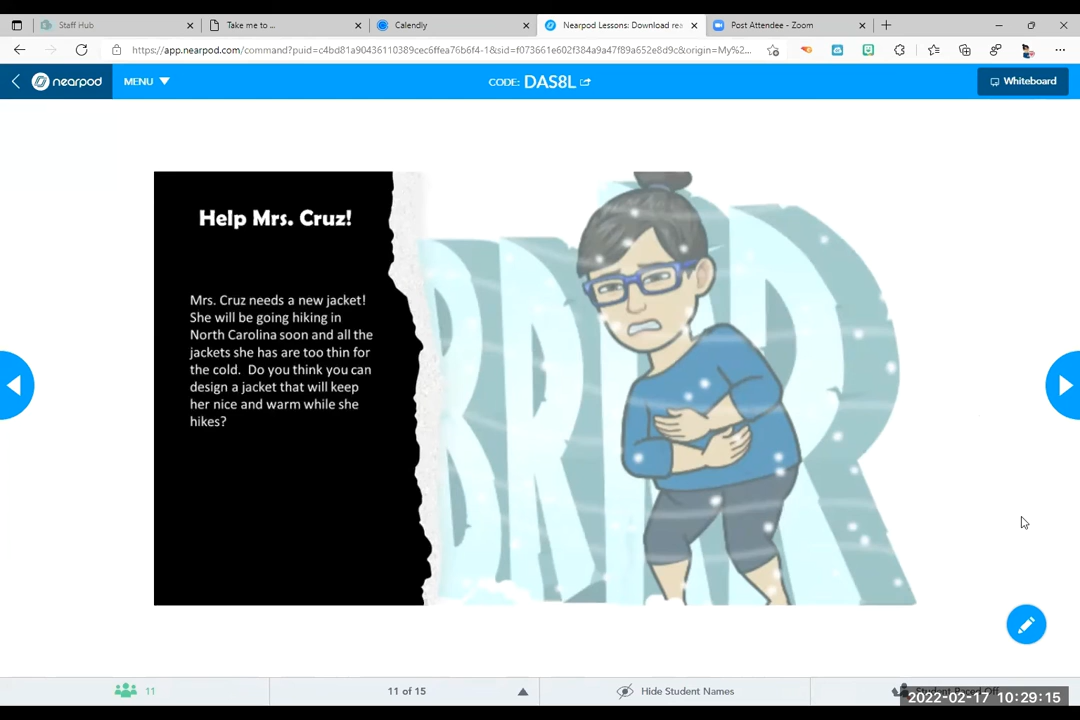 Staff Hub
Take me to ...
Calendly
Nearpod Lessons: Download rea
Post Attendee - Zoom
https://app.nearpod.com/command?puid=c4bd81a90436110389cec6ffea76b6f4-1&sid=f073661e602f384a9a47f89a652e8d9c&origin=My%2...
nearpod
MENU
CODE: DAS8L
Whiteboard
Help Mrs. Cruz!
Mrs. Cruz needs a new jacket!
She will be going hiking in
North Carolina soon and all the
jackets she has are too thin for
the cold. Do you think you can
design a jacket that will keep
her nice and warm while she
hikes?
BRRR
11
11 of 15
Hide Student Names
2022-02-17 10:29:15